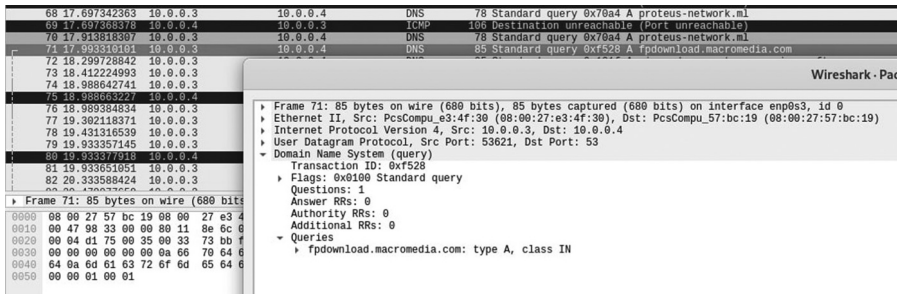 68 17.697342363 10.0.0.3 10.0.0.4 DNS 78 Standard query 0x70a4 A proteus-network.ml
69 17.697368378 10.0.0.4 10.0.0.3 ICMP 106 Destination unreachable (Port unreachable)
70 17.913818307 10.0.0.3 10.0.0.4 DNS 78 Standard query 0x70a4 A proteus-network.ml
71 17.993310101 10.0.0.3 10.0.0.4 DNS 85 Standard query 0xf528 A fpdownload.macromedia.com
72 18.299728842 10.0.0.3
73 18.412224993 10.0.0.3
74 18.988642741 10.0.0.3
75 18.988663227 10.0.0.4
76 18.989384834 10.0.0.3
77 19.302118371 10.0.0.3
78 19.431316539 10.0.0.3
79 19.933357145 10.0.0.3
80 19.933377918 10.0.0.4
81 19.933651051 10.0.0.3
82 20.333588424 10.0.0.3
Frame 71: 85 bytes on wire (680 bits
0000 08 00 27 57 bc 19 08 00 27 e3 4
0010 00 47 98 33 00 00 80 11 8e 6c 0
0020 00 04 d1 75 00 35 00 33 73 bb f
0030 00 00 00 00 00 00 0a 66 70 64 6
0040 64 0a 6d 61 63 72 6f 6d 65 64 6
0050 00 00 01 00 01
Wireshark · Pac
Frame 71: 85 bytes on wire (680 bits), 85 bytes captured (680 bits) on interface enp0s3, id 0
Ethernet II, Src: PcsCompu_e3:4f:30 (08:00:27:e3:4f:30), Dst: PcsCompu_57:bc:19 (08:00:27:57:bc:19)
Internet Protocol Version 4, Src: 10.0.0.3, Dst: 10.0.0.4
User Datagram Protocol, Src Port: 53621, Dst Port: 53
Domain Name System (query)
Transaction ID: 0xf528
Flags: 0x0100 Standard query
Questions: 1
Answer RRs: 0
Authority RRs: 0
Additional RRs: 0
Queries
fpdownload.macromedia.com: type A, class IN